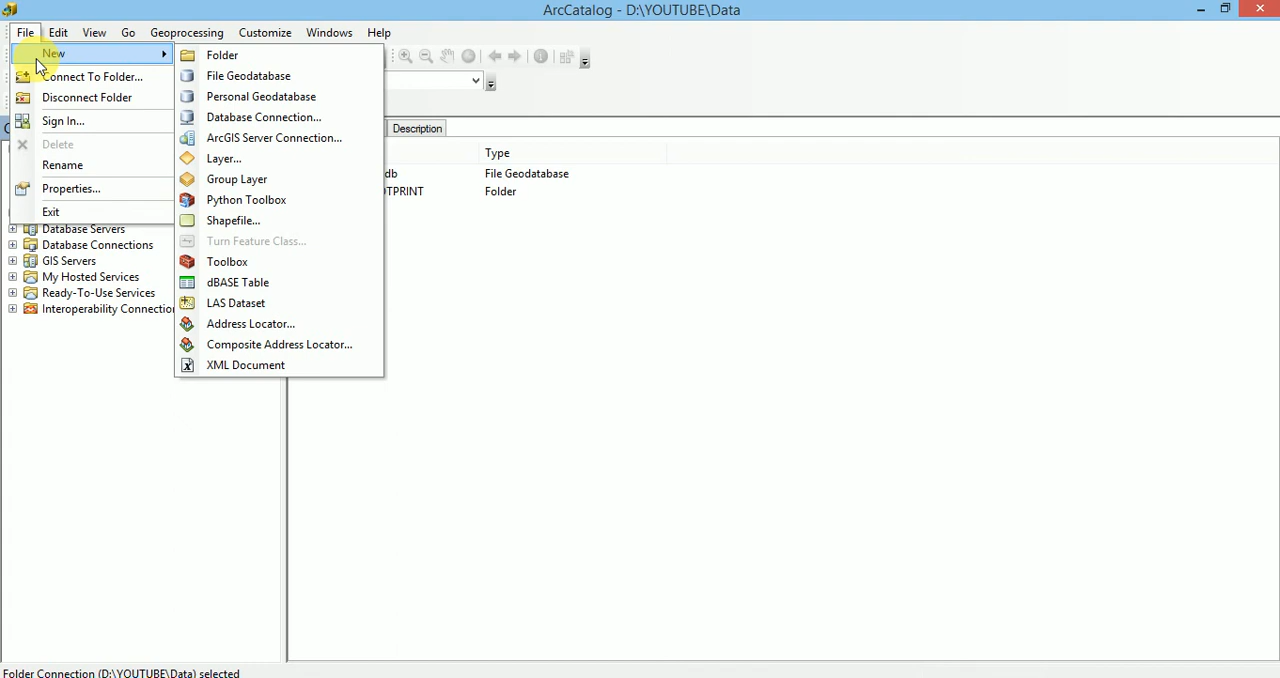 ArcCatalog - D:\YOUTUBE\Data
File Edit View Go Geoprocessing Customize Windows Help
New
Connect To Folder...
Disconnect Folder
Sign In...
Delete
Rename
Properties...
Exit
Folder
File Geodatabase
Personal Geodatabase
Database Connection...
ArcGIS Server Connection...
Layer...
Group Layer
Python Toolbox
Shapefile...
Turn Feature Class...
Toolbox
dBASE Table
LAS Dataset
Address Locator...
Composite Address Locator...
XML Document
Description
Type
db File Geodatabase
OTPRINT Folder
Database Servers
Database Connections
GIS Servers
My Hosted Services
Ready-To-Use Services
Interoperability Connection
Folder Connection (D:\YOUTUBE\Data) selected